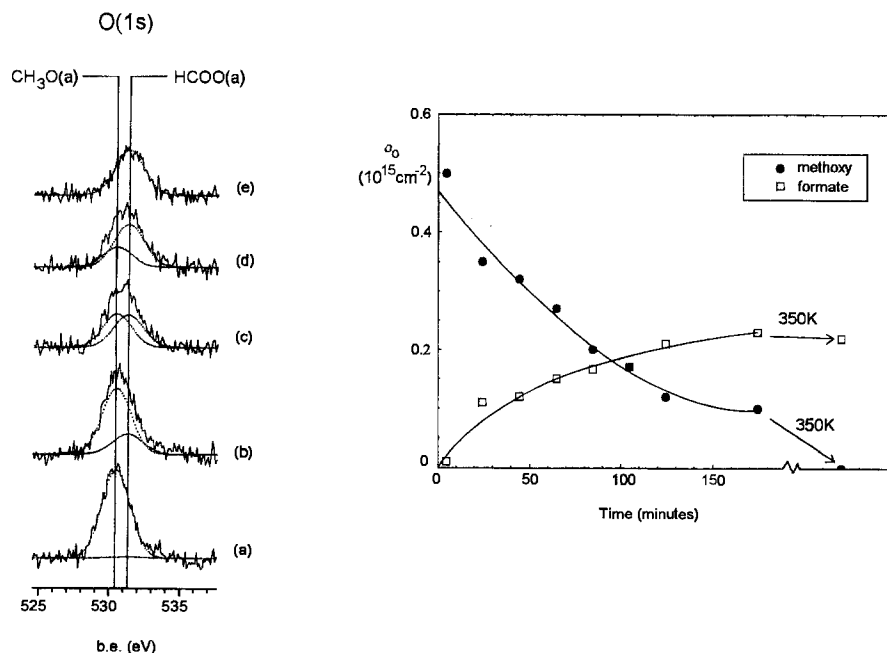 O(1s)
CH3O(a)
HCOO(a)
(e)
(d)
(c)
(b)
(a)
525 530 535
b.e. (eV)
0.6
σo
(10^15cm^-2)
0.4
0.2
0
methoxy
formate
350K
350K
0 50 100 150
Time (minutes)